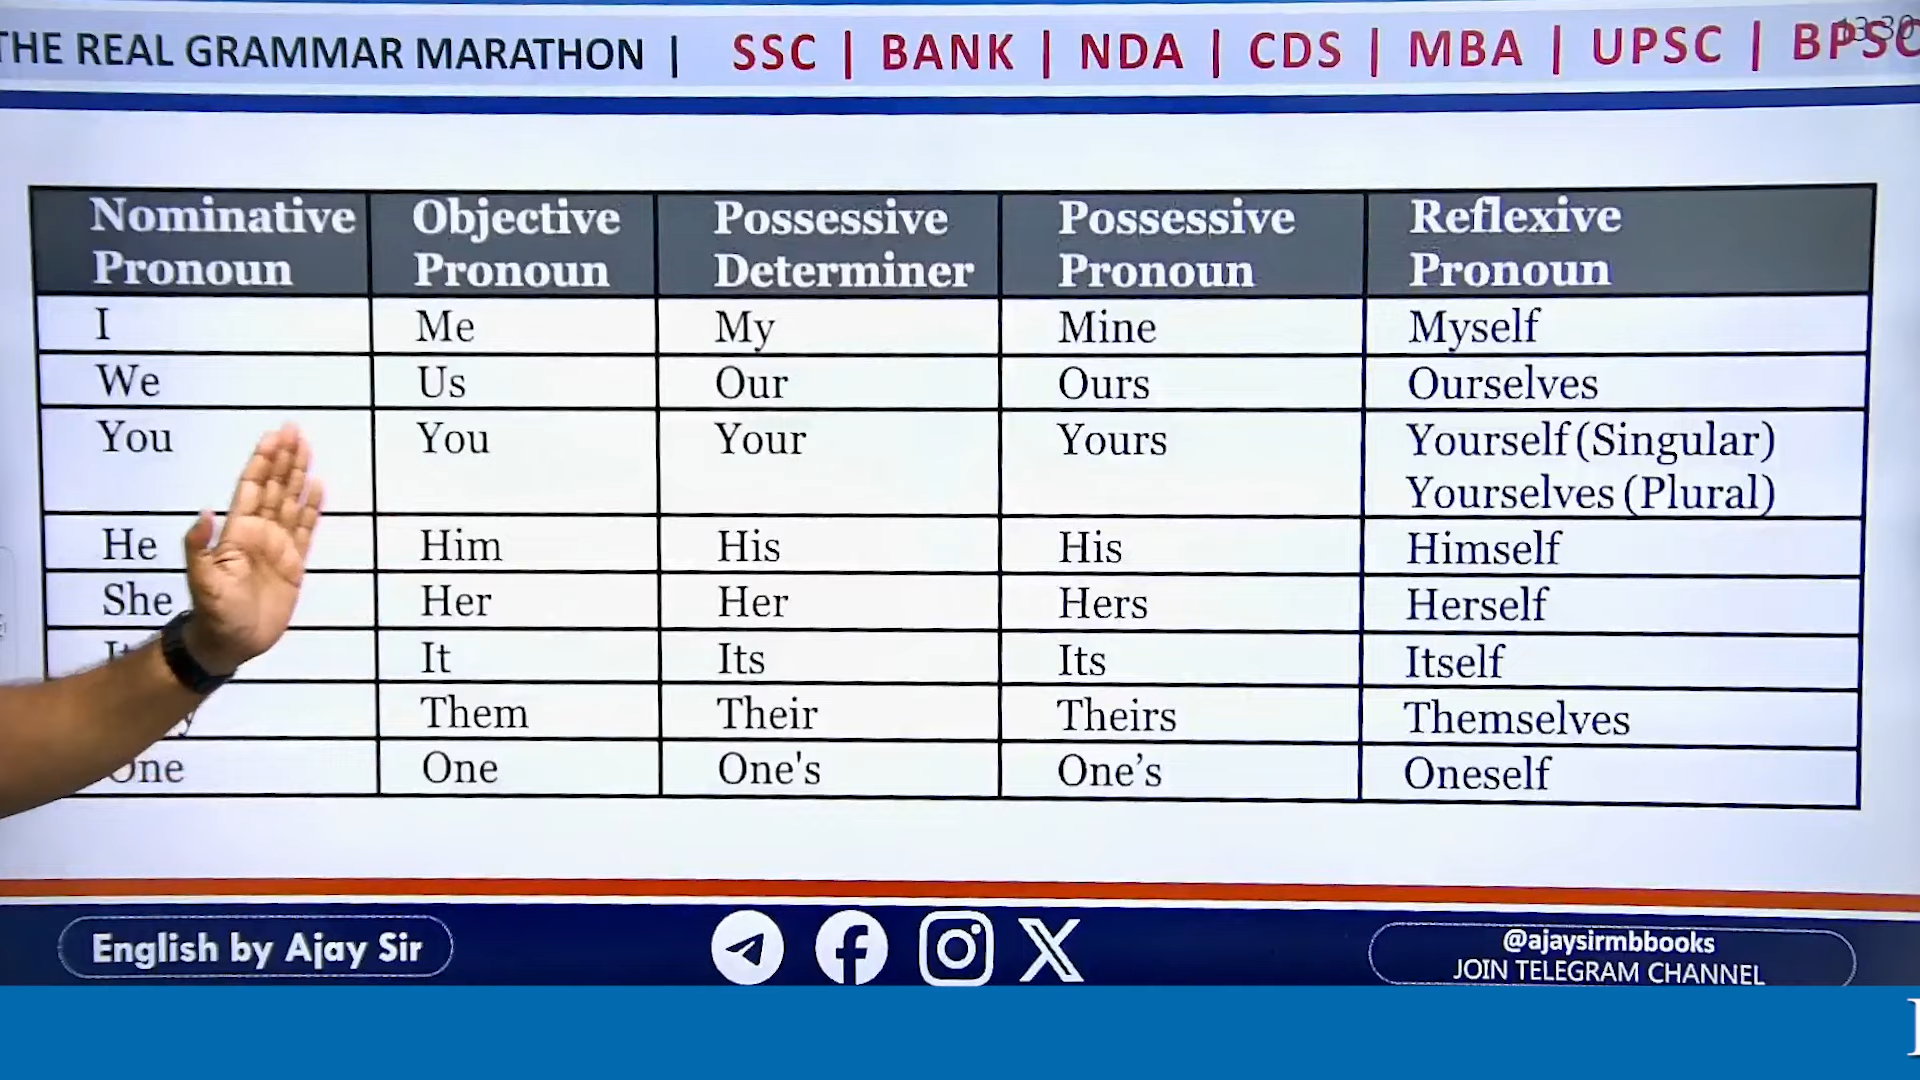 THE REAL GRAMMAR MARATHON | SSC | BANK | NDA | CDS | MBA | UPSC | BPSC
Nominative Pronoun Objective Pronoun Possessive Determiner Possessive Pronoun Reflexive Pronoun
I Me My Mine Myself
We Us Our Ours Ourselves
You You Your Yours Yourself (Singular)
Yourselves (Plural)
He Him His His Himself
She Her Her Hers Herself
It It Its Its Itself
Them Their Theirs Themselves
One One One's One’s Oneself
English by Ajay Sir
@ajaysirmbbooks
JOIN TELEGRAM CHANNEL